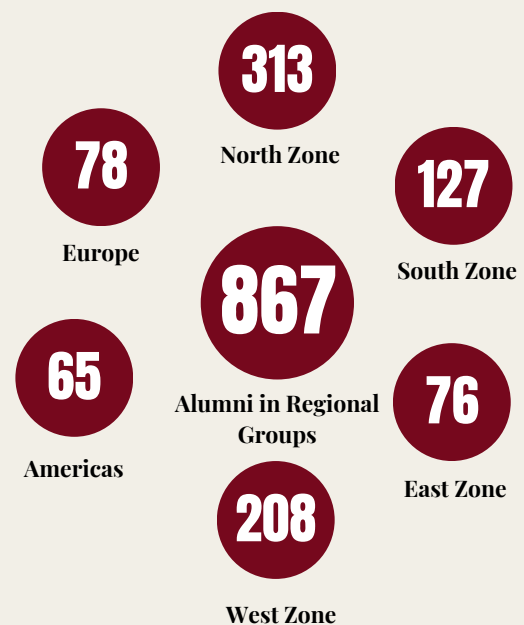 313
North Zone
78
Europe
127
South Zone
867
Alumni in Regional
Groups
65
Americas
76
East Zone
208
West Zone